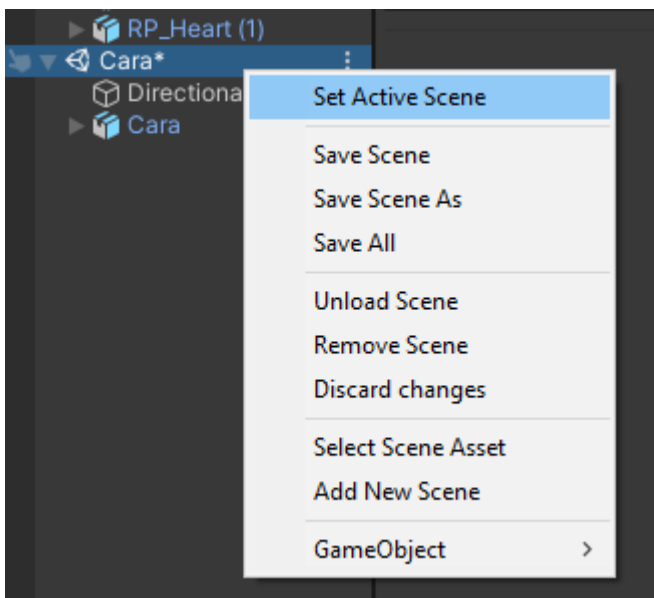 RP_Heart (1)
Cara*
Directiona
Cara
Set Active Scene
Save Scene
Save Scene As
Save All
Unload Scene
Remove Scene
Discard changes
Select Scene Asset
Add New Scene
GameObject